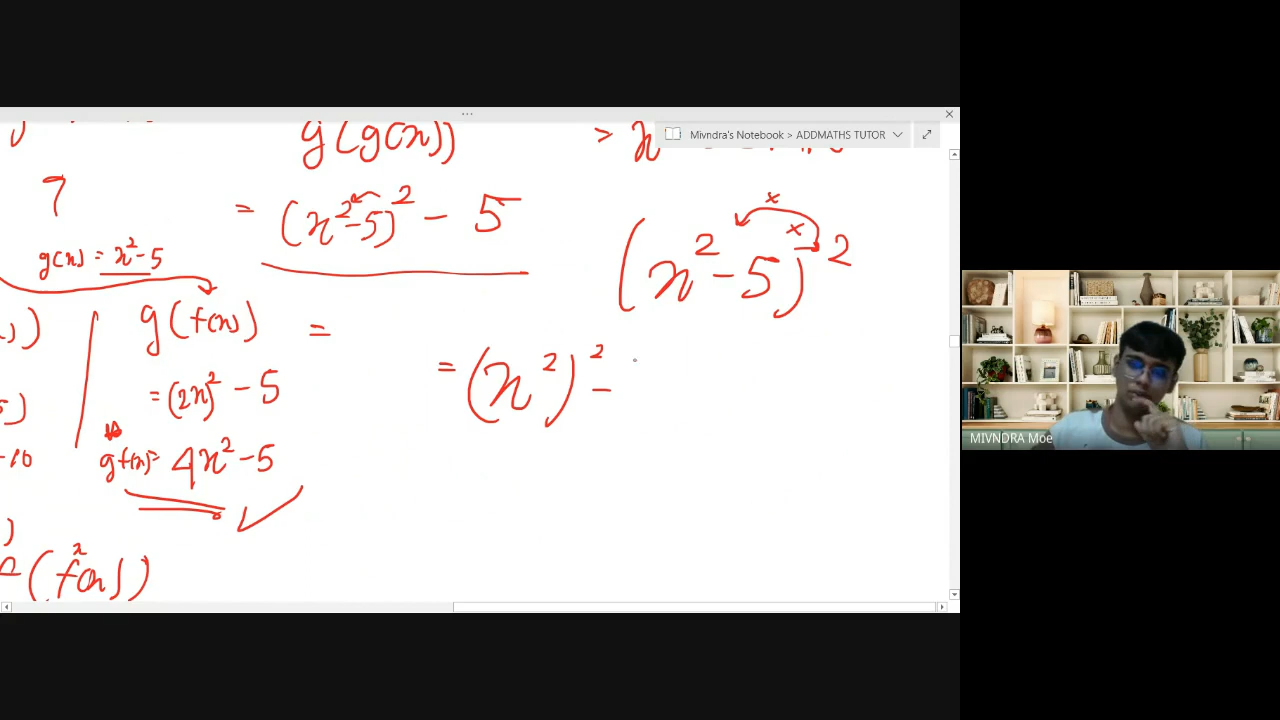 Mivndra's Notebook > ADDMATHS TUTOR
g(g(x))
> x
7
= (x²-5)² - 5
g(x) = x²-5
x
x
(x²-5)²
g(f(x)) =
= (x²)² -
= (2x)² - 5
gf(x)= 4x²-5
-10
x
(f(x))
MIVNDRA Moe